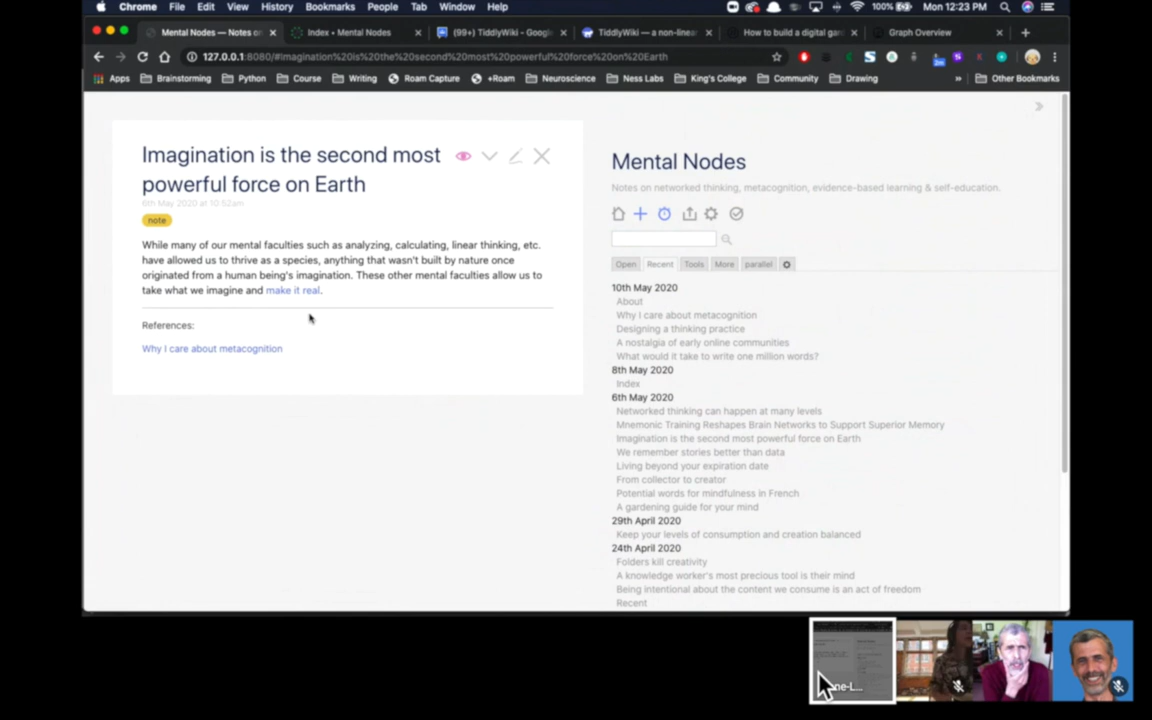 Chrome File Edit View History Bookmarks People Tab Window Help 100% Mon 12:23 PM
Mental Nodes — Notes on Index • Mental Nodes (99+) TiddlyWiki - Google TiddlyWiki — a non-linear How to build a digital gar Graph Overview
127.0.0.1:8080/#Imagination%20is%20the%20second%20most%20powerful%20force%20on%20Earth
Apps Brainstorming Python Course Writing Roam Capture +Roam Neuroscience Ness Labs King's College Community Drawing » Other Bookmarks
Imagination is the second most
powerful force on Earth
6th May 2020 at 10:52am
note
While many of our mental faculties such as analyzing, calculating, linear thinking, etc.
have allowed us to thrive as a species, anything that wasn't built by nature once
originated from a human being's imagination. These other mental faculties allow us to
take what we imagine and make it real.
References:
Why I care about metacognition
Mental Nodes
Notes on networked thinking, metacognition, evidence-based learning & self-education.
Open Recent Tools More parallel
10th May 2020
About
Why I care about metacognition
Designing a thinking practice
A nostalgia of early online communities
What would it take to write one million words?
8th May 2020
Index
6th May 2020
Networked thinking can happen at many levels
Mnemonic Training Reshapes Brain Networks to Support Superior Memory
Imagination is the second most powerful force on Earth
We remember stories better than data
Living beyond your expiration date
From collector to creator
Potential words for mindfulness in French
A gardening guide for your mind
29th April 2020
Keep your levels of consumption and creation balanced
24th April 2020
Folders kill creativity
A knowledge worker's most precious tool is their mind
Being intentional about the content we consume is an act of freedom
Recent
ne-L...